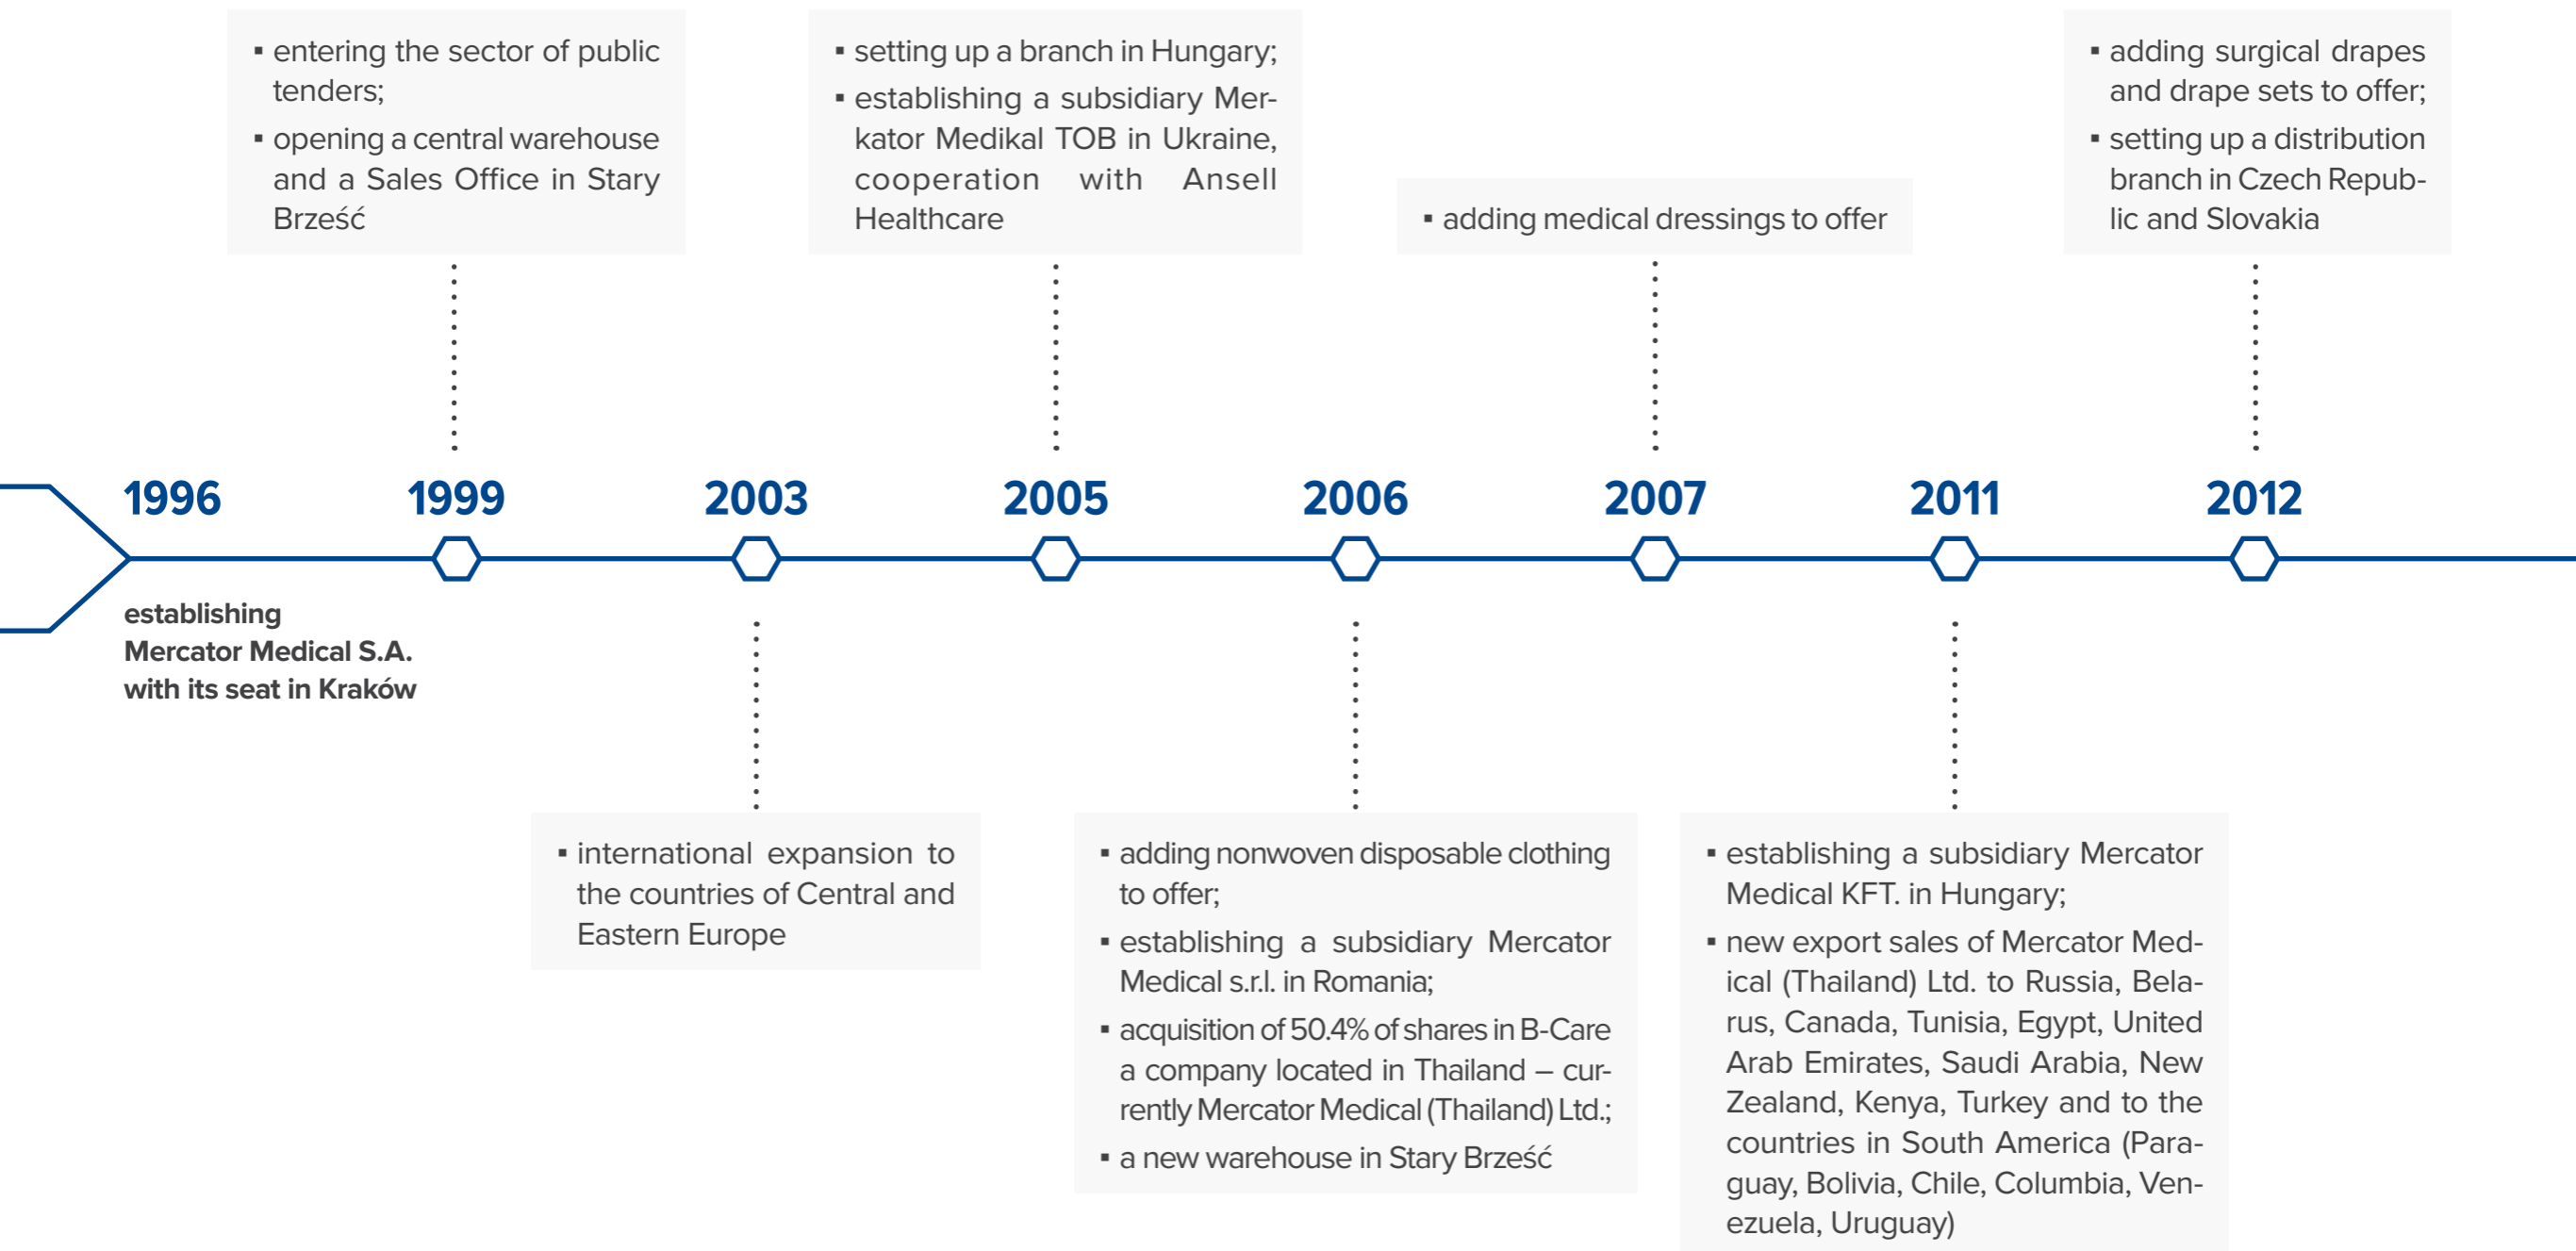 ▪ entering the sector of public
tenders;
▪ opening a central warehouse
and a Sales Office in Stary
Brześć
▪ setting up a branch in Hungary;
▪ establishing a subsidiary Mer-
kator Medikal TOB in Ukraine,
cooperation with Ansell
Healthcare
▪ adding medical dressings to offer
▪ adding surgical drapes
and drape sets to offer;
▪ setting up a distribution
branch in Czech Repub-
lic and Slovakia
1996 1999 2003 2005 2006 2007 2011 2012
establishing
Mercator Medical S.A.
with its seat in Kraków
▪ international expansion to
the countries of Central and
Eastern Europe
▪ adding nonwoven disposable clothing
to offer;
▪ establishing a subsidiary Mercator
Medical s.r.l. in Romania;
▪ acquisition of 50.4% of shares in B-Care
a company located in Thailand – cur-
rently Mercator Medical (Thailand) Ltd.;
▪ a new warehouse in Stary Brześć
▪ establishing a subsidiary Mercator
Medical KFT. in Hungary;
▪ new export sales of Mercator Med-
ical (Thailand) Ltd. to Russia, Bela-
rus, Canada, Tunisia, Egypt, United
Arab Emirates, Saudi Arabia, New
Zealand, Kenya, Turkey and to the
countries in South America (Para-
guay, Bolivia, Chile, Columbia, Ven-
ezuela, Uruguay)